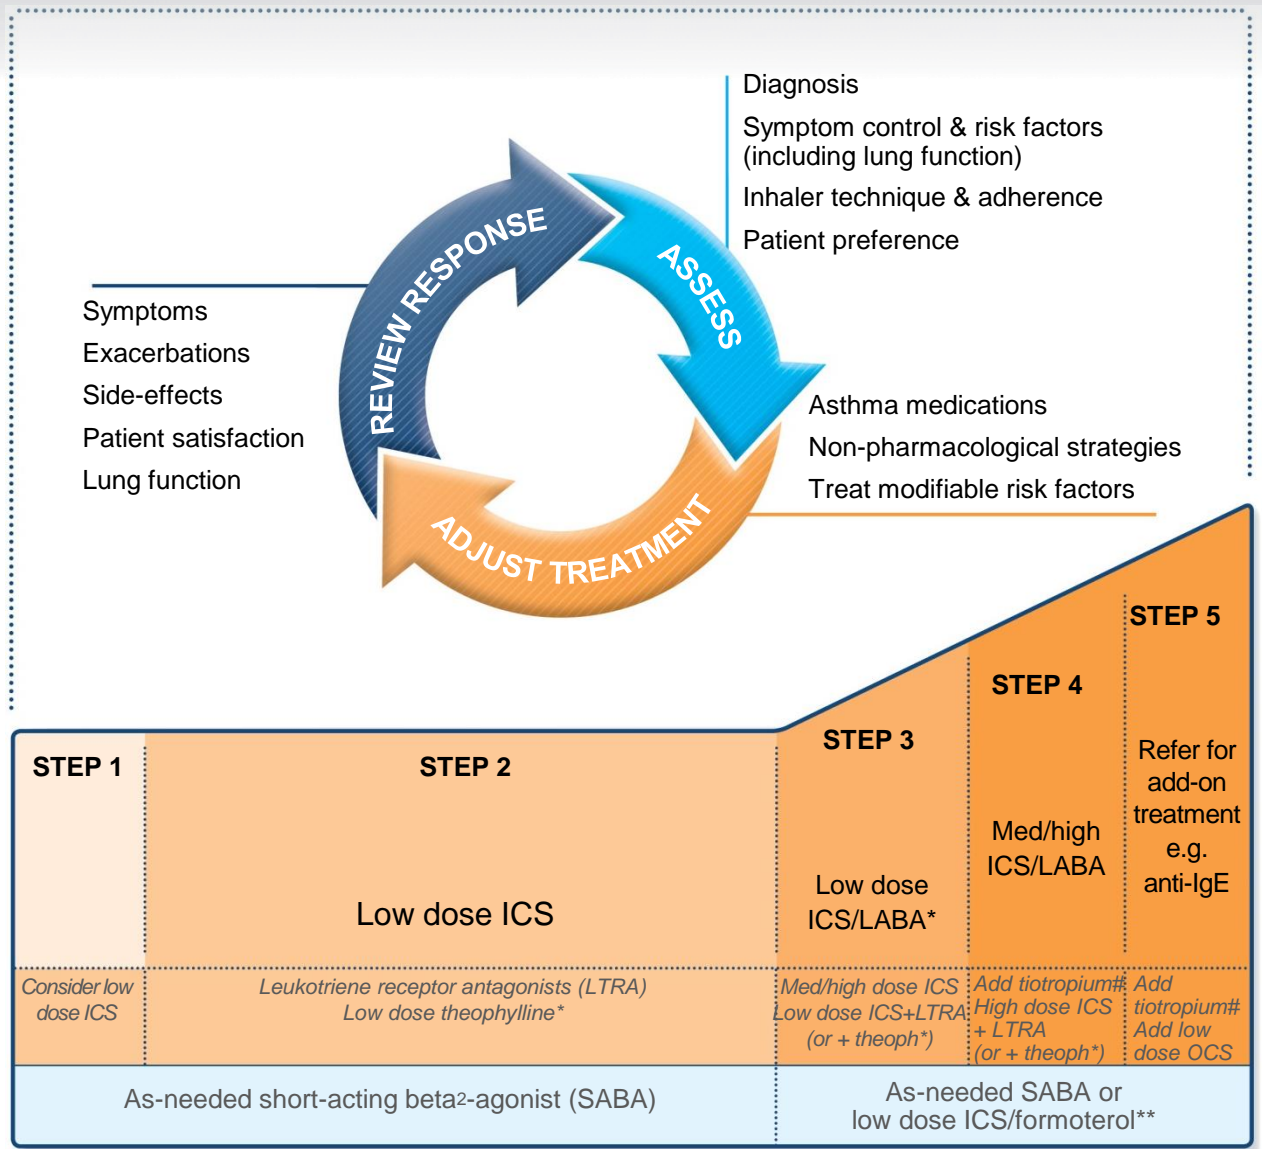 Diagnosis
Symptom control & risk factors
(including lung function)
Inhaler technique & adherence
Patient preference
REVIEW RESPONSE
ASSESS
ADJUST TREATMENT
Symptoms
Exacerbations
Side-effects
Patient satisfaction
Lung function
Asthma medications
Non-pharmacological strategies
Treat modifiable risk factors
STEP 1
STEP 2
STEP 3
STEP 4
STEP 5
Low dose ICS
Low dose
ICS/LABA*
Med/high
ICS/LABA
Refer for
add-on
treatment
e.g.
anti-IgE
Consider low
dose ICS
Leukotriene receptor antagonists (LTRA)
Low dose theophylline*
Med/high dose ICS
Low dose ICS+LTRA
(or + theoph*)
Add tiotropium#
High dose ICS
+ LTRA
(or + theoph*)
Add
tiotropium#
Add low
dose OCS
As-needed short-acting beta2-agonist (SABA)
As-needed SABA or
low dose ICS/formoterol**